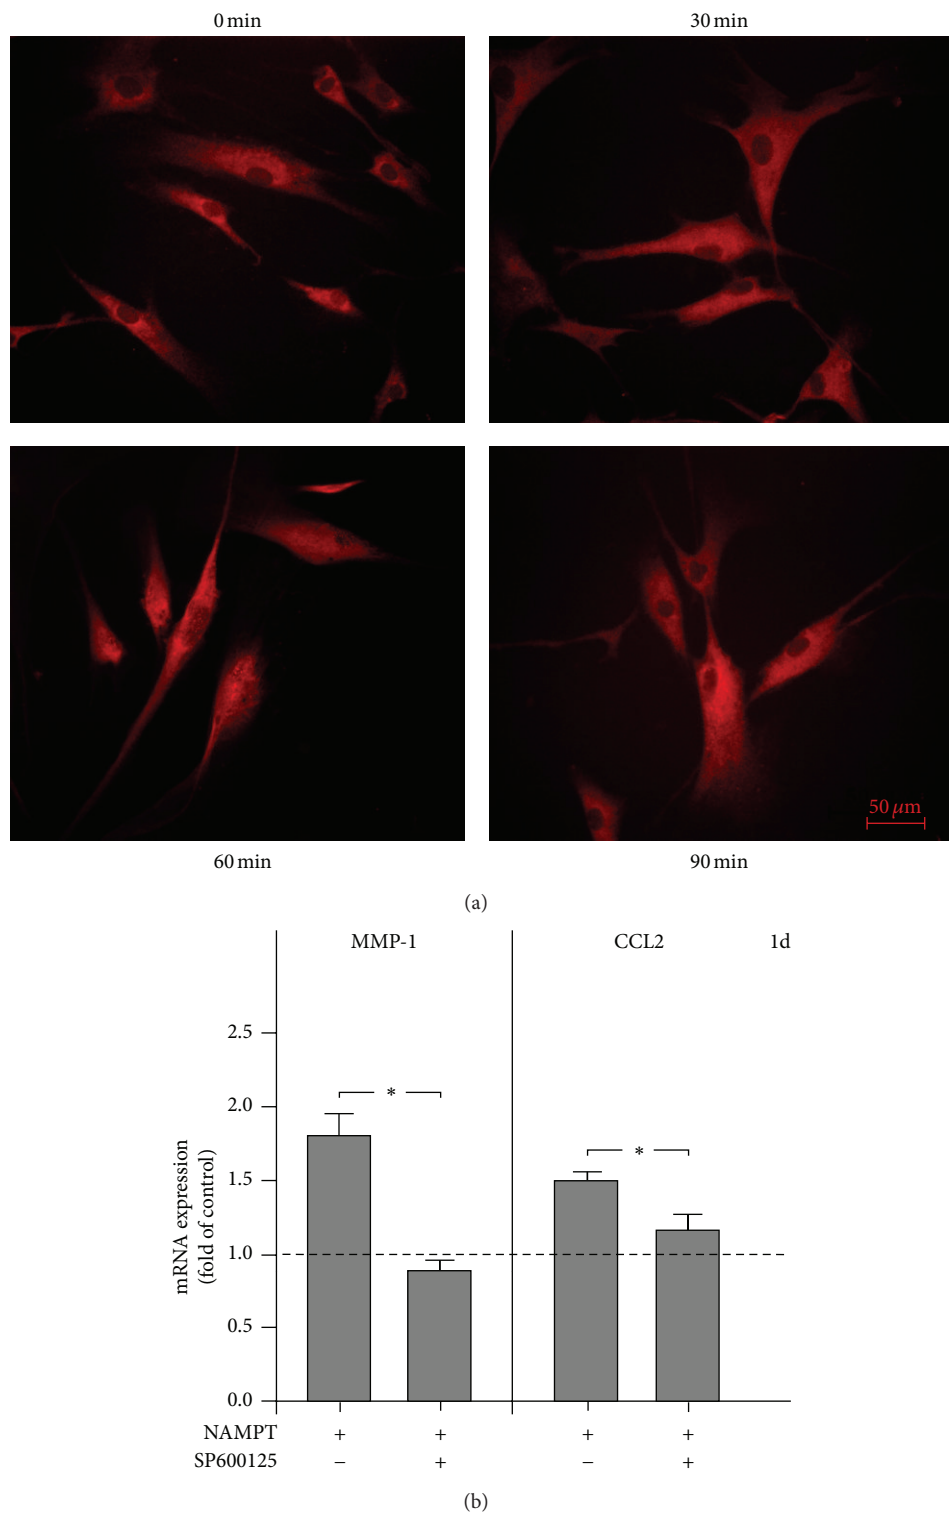 0 min
30 min
50 μm
60 min
90 min
(a)
MMP-1
CCL2
1d
2.5
2.0
1.5
1.0
0.5
0.0
mRNA expression
(fold of control)
*
*
NAMPT + + + +
SP600125 − + − +
(b)